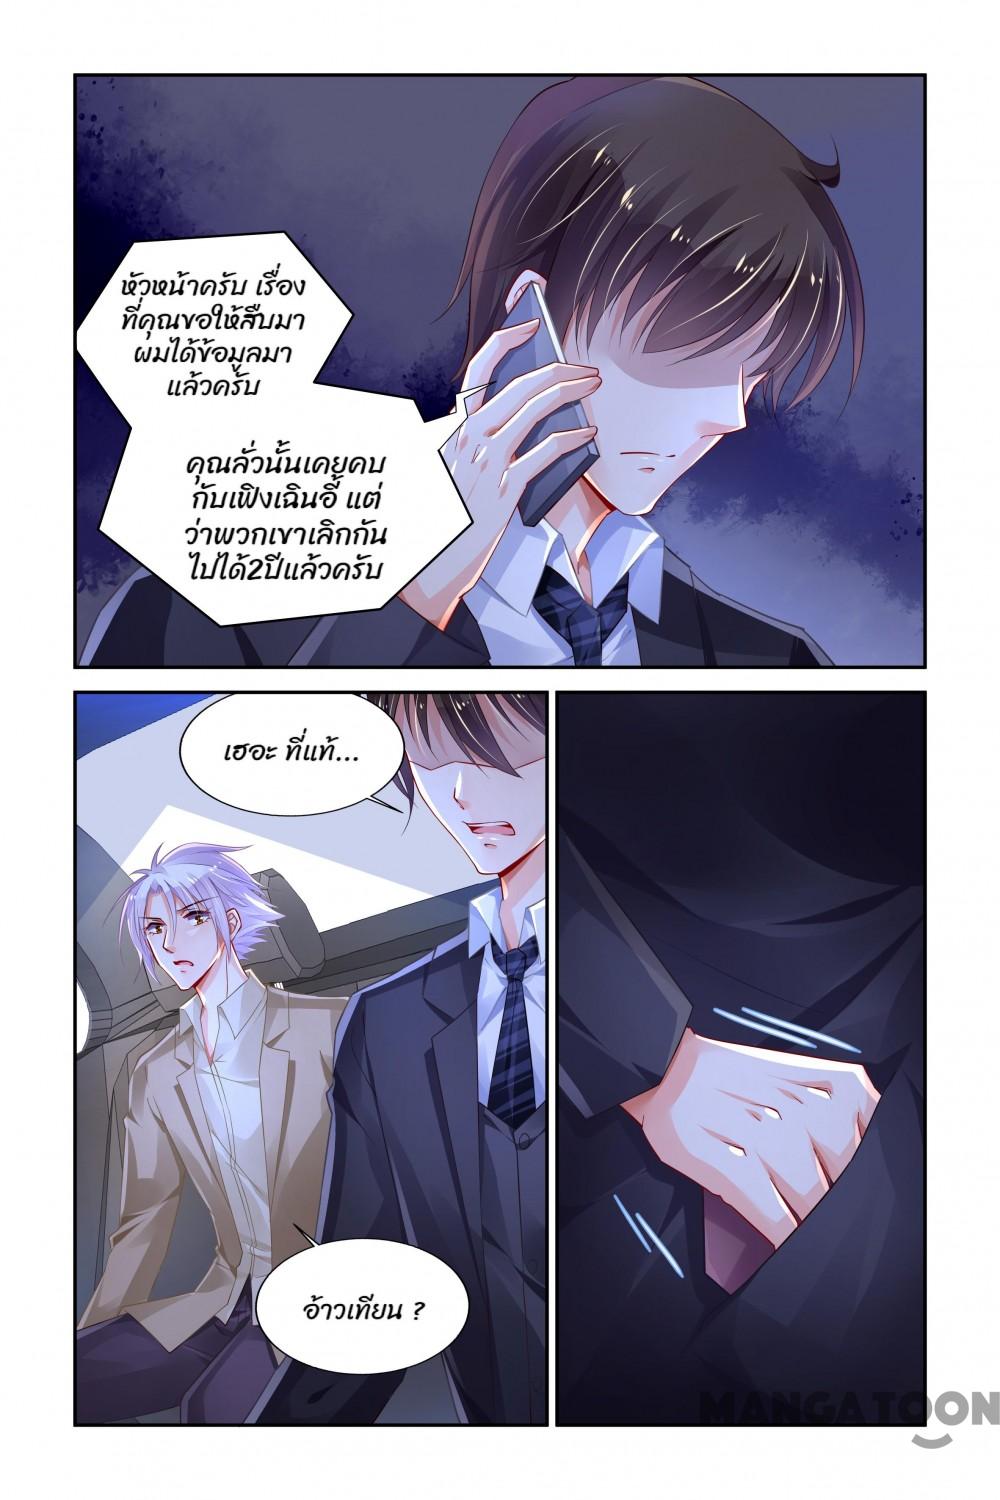 หัวหน้าครับ เรื่อง
ที่คุณขอให้สืบมา
ผมได้ข้อมูลมา
แล้วครับ
คุณลั่วนั้นเคยคบ
กับเฟิงเฉินอี้ แต่
ว่าพวกเขาเลิกกัน
ไปได้2ปีแล้วครับ
เฮอะ ที่แท้...
อ้าวเทียน ?
MANGATOON